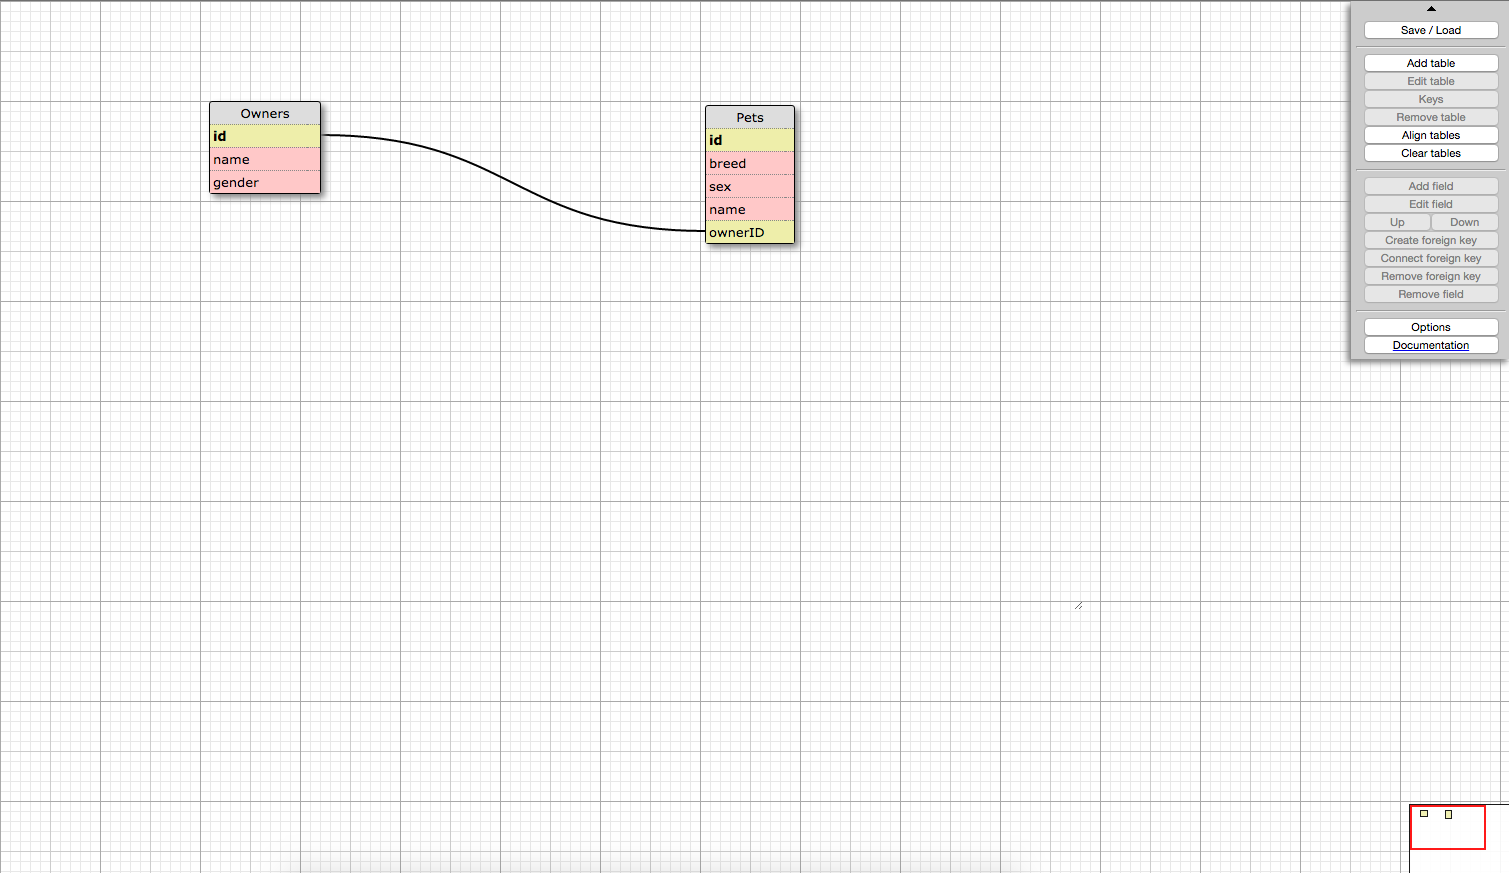 Owners
id
name
gender
Pets
id
breed
sex
name
ownerID
Save / Load
Add table
Edit table
Keys
Remove table
Align tables
Clear tables
Add field
Edit field
Up Down
Create foreign key
Connect foreign key
Remove foreign key
Remove field
Options
Documentation